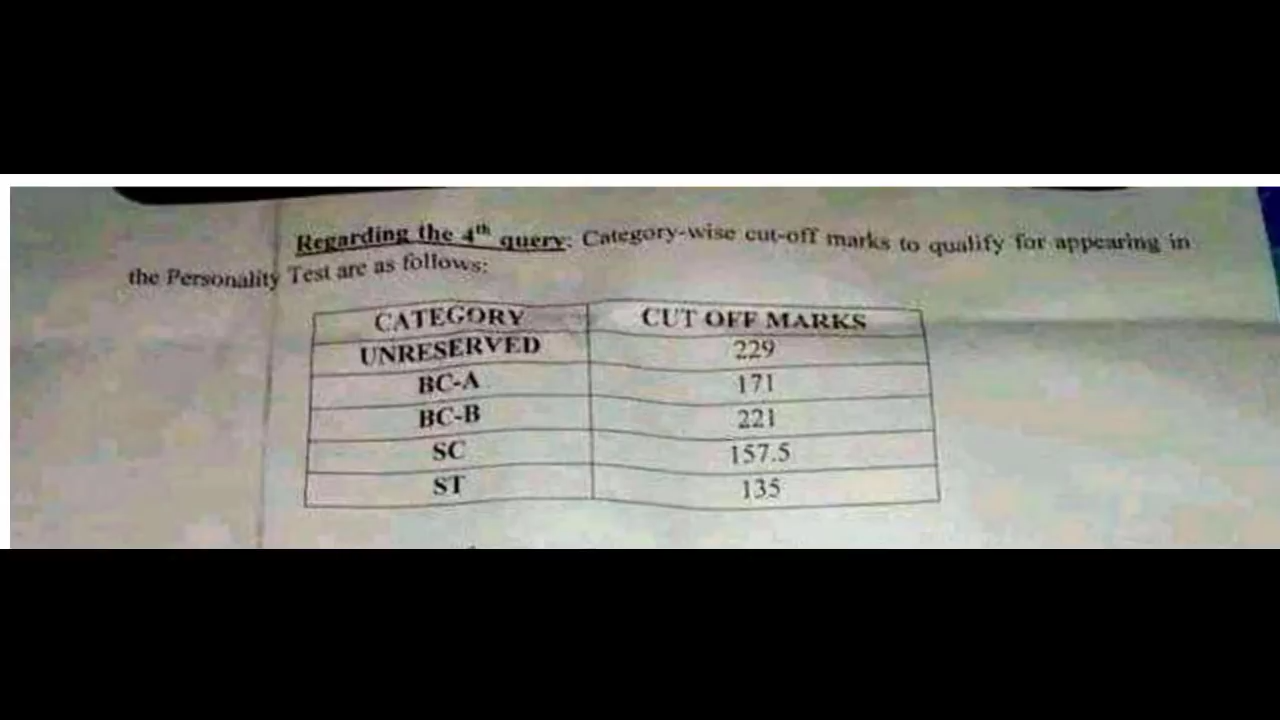 Regarding the 4th query: Category-wise cut-off marks to qualify for appearing in
the Personality Test are as follows:
CATEGORY CUT OFF MARKS
UNRESERVED 229
BC-A 171
BC-B 221
SC 157.5
ST 135